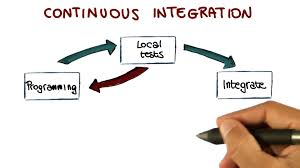 CONTINUOUS INTEGRATION
Local
tests
Programming
Integrate